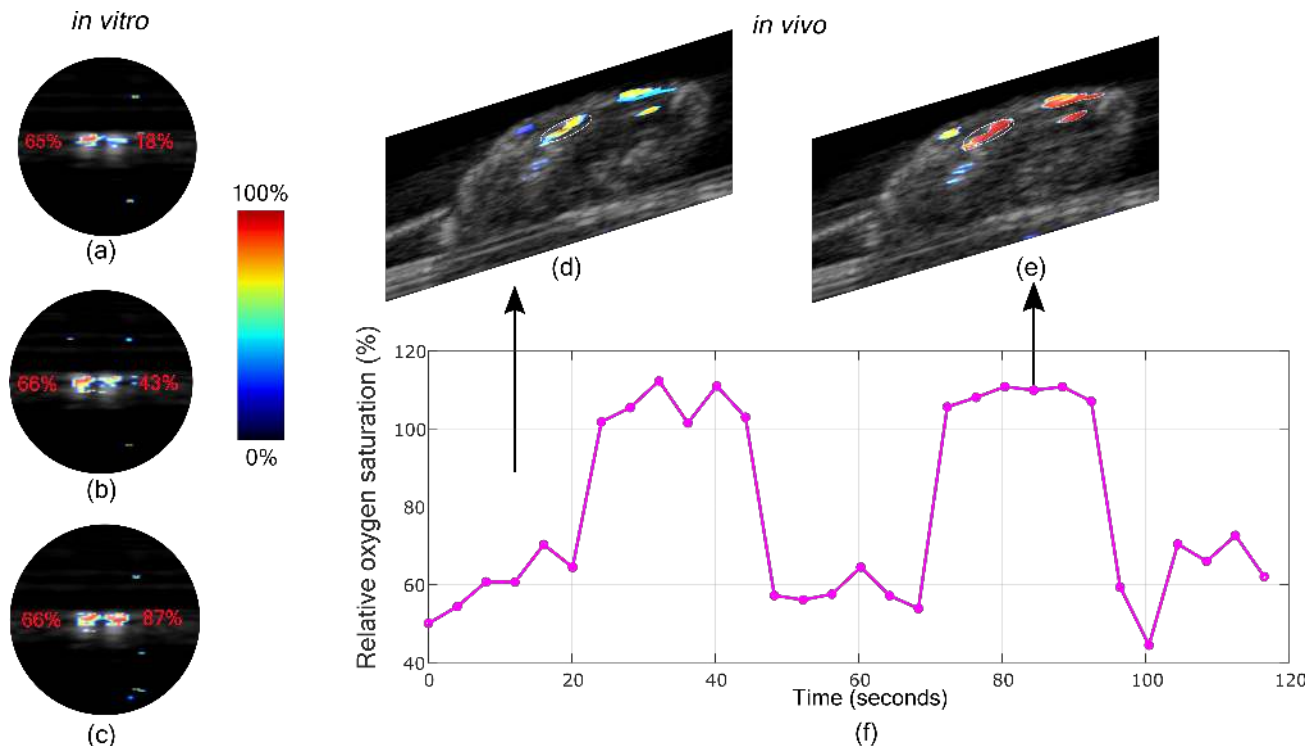 in vitro
in vivo
65% 18%
(a)
100%
0%
66% 43%
(b)
66% 87%
(c)
(d)
(e)
Relative oxygen saturation (%)
120
100
80
60
40
0 20 40 60 80 100 120
Time (seconds)
(f)